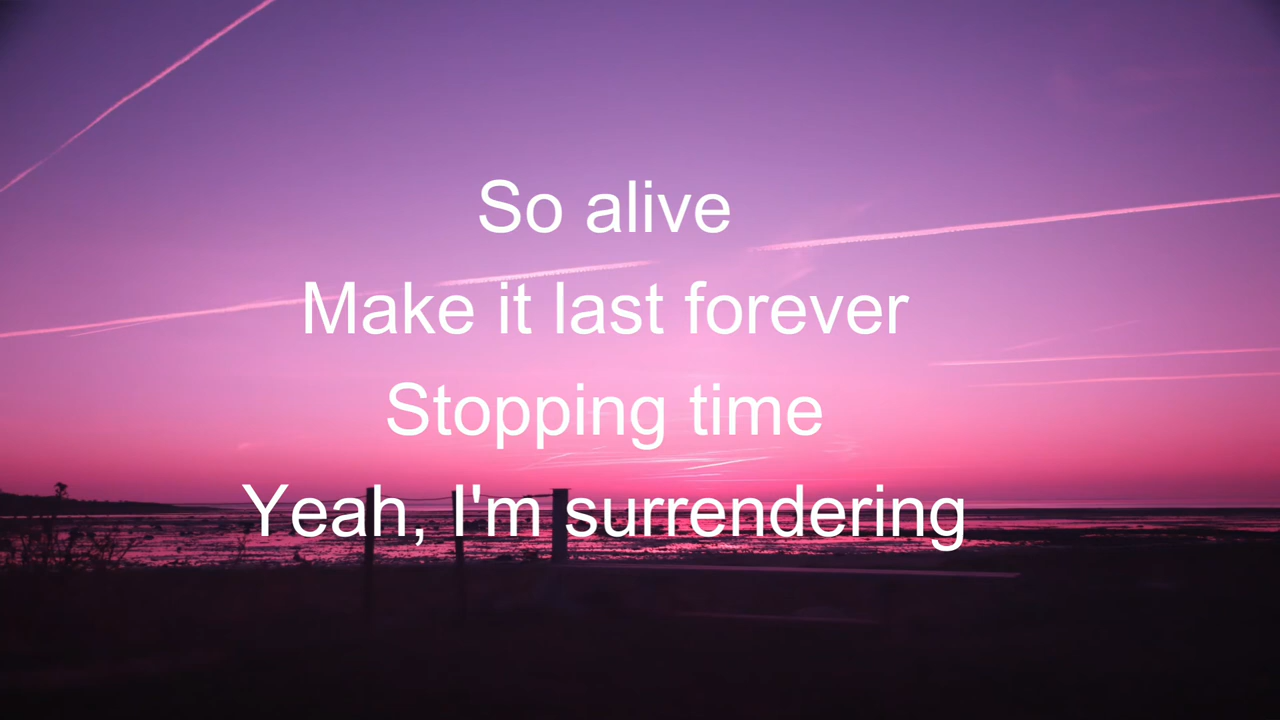 So alive
Make it last forever
Stopping time
Yeah, I'm surrendering